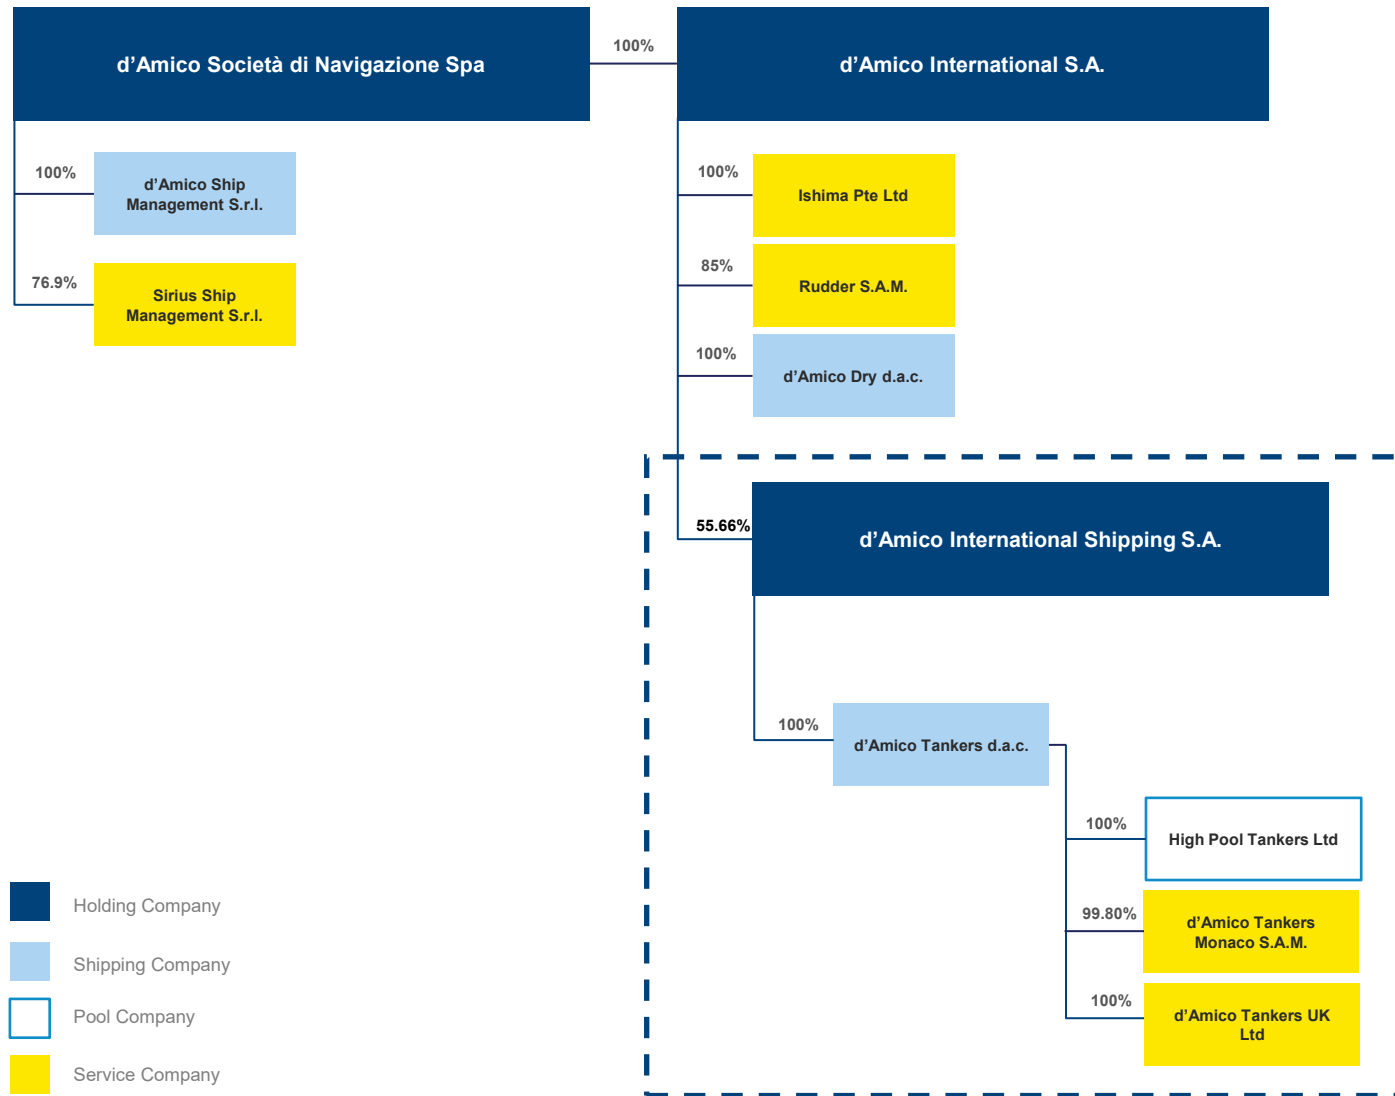 d’Amico Società di Navigazione Spa
100%
d’Amico International S.A.
100%
d’Amico Ship
Management S.r.l.
76.9%
Sirius Ship
Management S.r.l.
100%
Ishima Pte Ltd
85%
Rudder S.A.M.
100%
d’Amico Dry d.a.c.
55.66%
d’Amico International Shipping S.A.
100%
d’Amico Tankers d.a.c.
100%
High Pool Tankers Ltd
99.80%
d’Amico Tankers
Monaco S.A.M.
100%
d’Amico Tankers UK
Ltd
Holding Company
Shipping Company
Pool Company
Service Company